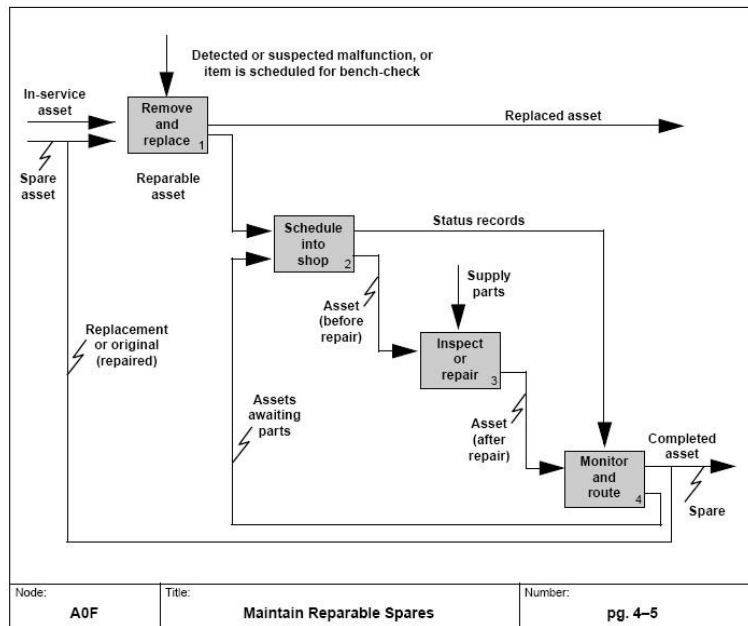 Detected or suspected malfunction, or
item is scheduled for bench-check
In-service
asset
Remove
and
replace
1
Replaced asset
Spare
asset
Reparable
asset
Schedule
into
shop
2
Status records
Supply
parts
Asset
(before
repair)
Replacement
or original
(repaired)
Inspect
or
repair
3
Assets
awaiting
parts
Asset
(after
repair)
Monitor
and
route
4
Completed
asset
Spare
Node:
A0F
Title:
Maintain Reparable Spares
Number:
pg. 4–5